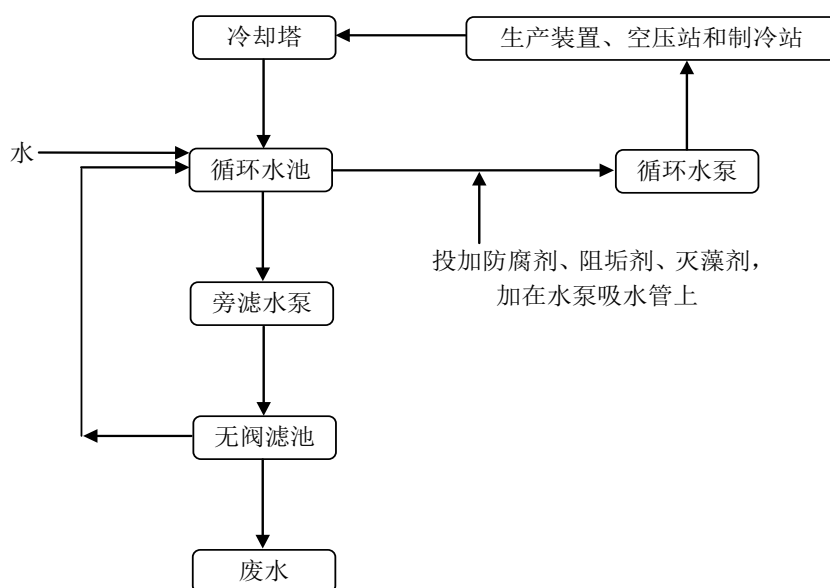 冷却塔
生产装置、空压站和制冷站
水
循环水池
循环水泵
投加防腐剂、阻垢剂、灭藻剂，
加在水泵吸水管上
旁滤水泵
无阀滤池
废水